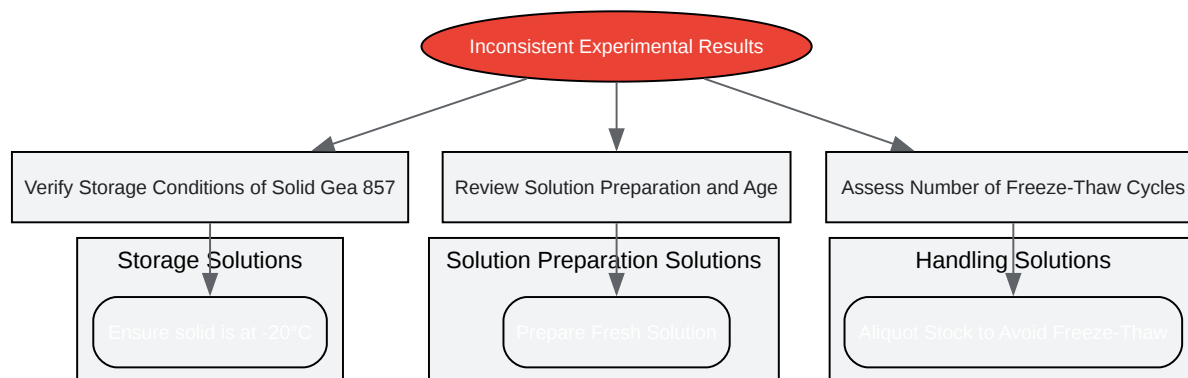 Inconsistent Experimental Results
Verify Storage Conditions of Solid Gea 857
Review Solution Preparation and Age
Assess Number of Freeze-Thaw Cycles
Storage Solutions
Solution Preparation Solutions
Handling Solutions
Ensure solid is at -20°C
Prepare Fresh Solution
Aliquot Stock to Avoid Freeze-Thaw